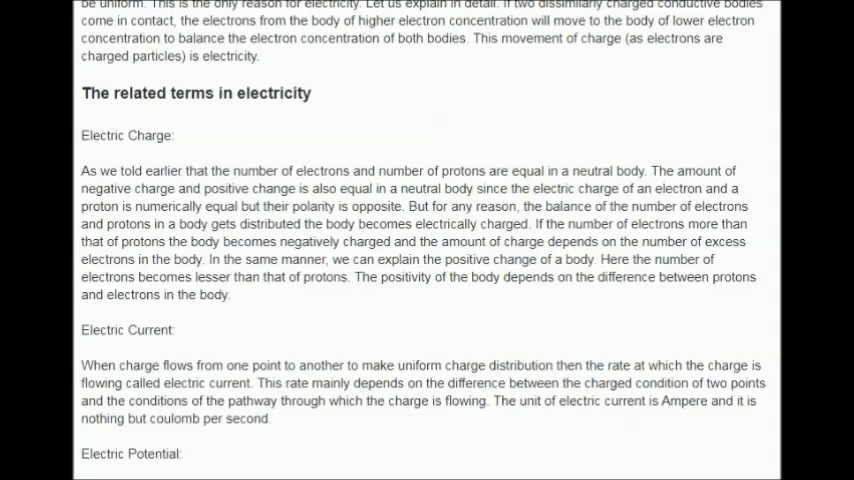 be uniform. This is the only reason for electricity. Let us explain in detail. If two dissimilarly charged conductive bodies
come in contact, the electrons from the body of higher electron concentration will move to the body of lower electron
concentration to balance the electron concentration of both bodies. This movement of charge (as electrons are
charged particles) is electricity.
The related terms in electricity
Electric Charge:
As we told earlier that the number of electrons and number of protons are equal in a neutral body. The amount of
negative charge and positive change is also equal in a neutral body since the electric charge of an electron and a
proton is numerically equal but their polarity is opposite. But for any reason, the balance of the number of electrons
and protons in a body gets distributed the body becomes electrically charged. If the number of electrons more than
that of protons the body becomes negatively charged and the amount of charge depends on the number of excess
electrons in the body. In the same manner, we can explain the positive change of a body. Here the number of
electrons becomes lesser than that of protons. The positivity of the body depends on the difference between protons
and electrons in the body.
Electric Current:
When charge flows from one point to another to make uniform charge distribution then the rate at which the charge is
flowing called electric current. This rate mainly depends on the difference between the charged condition of two points
and the conditions of the pathway through which the charge is flowing. The unit of electric current is Ampere and it is
nothing but coulomb per second.
Electric Potential: